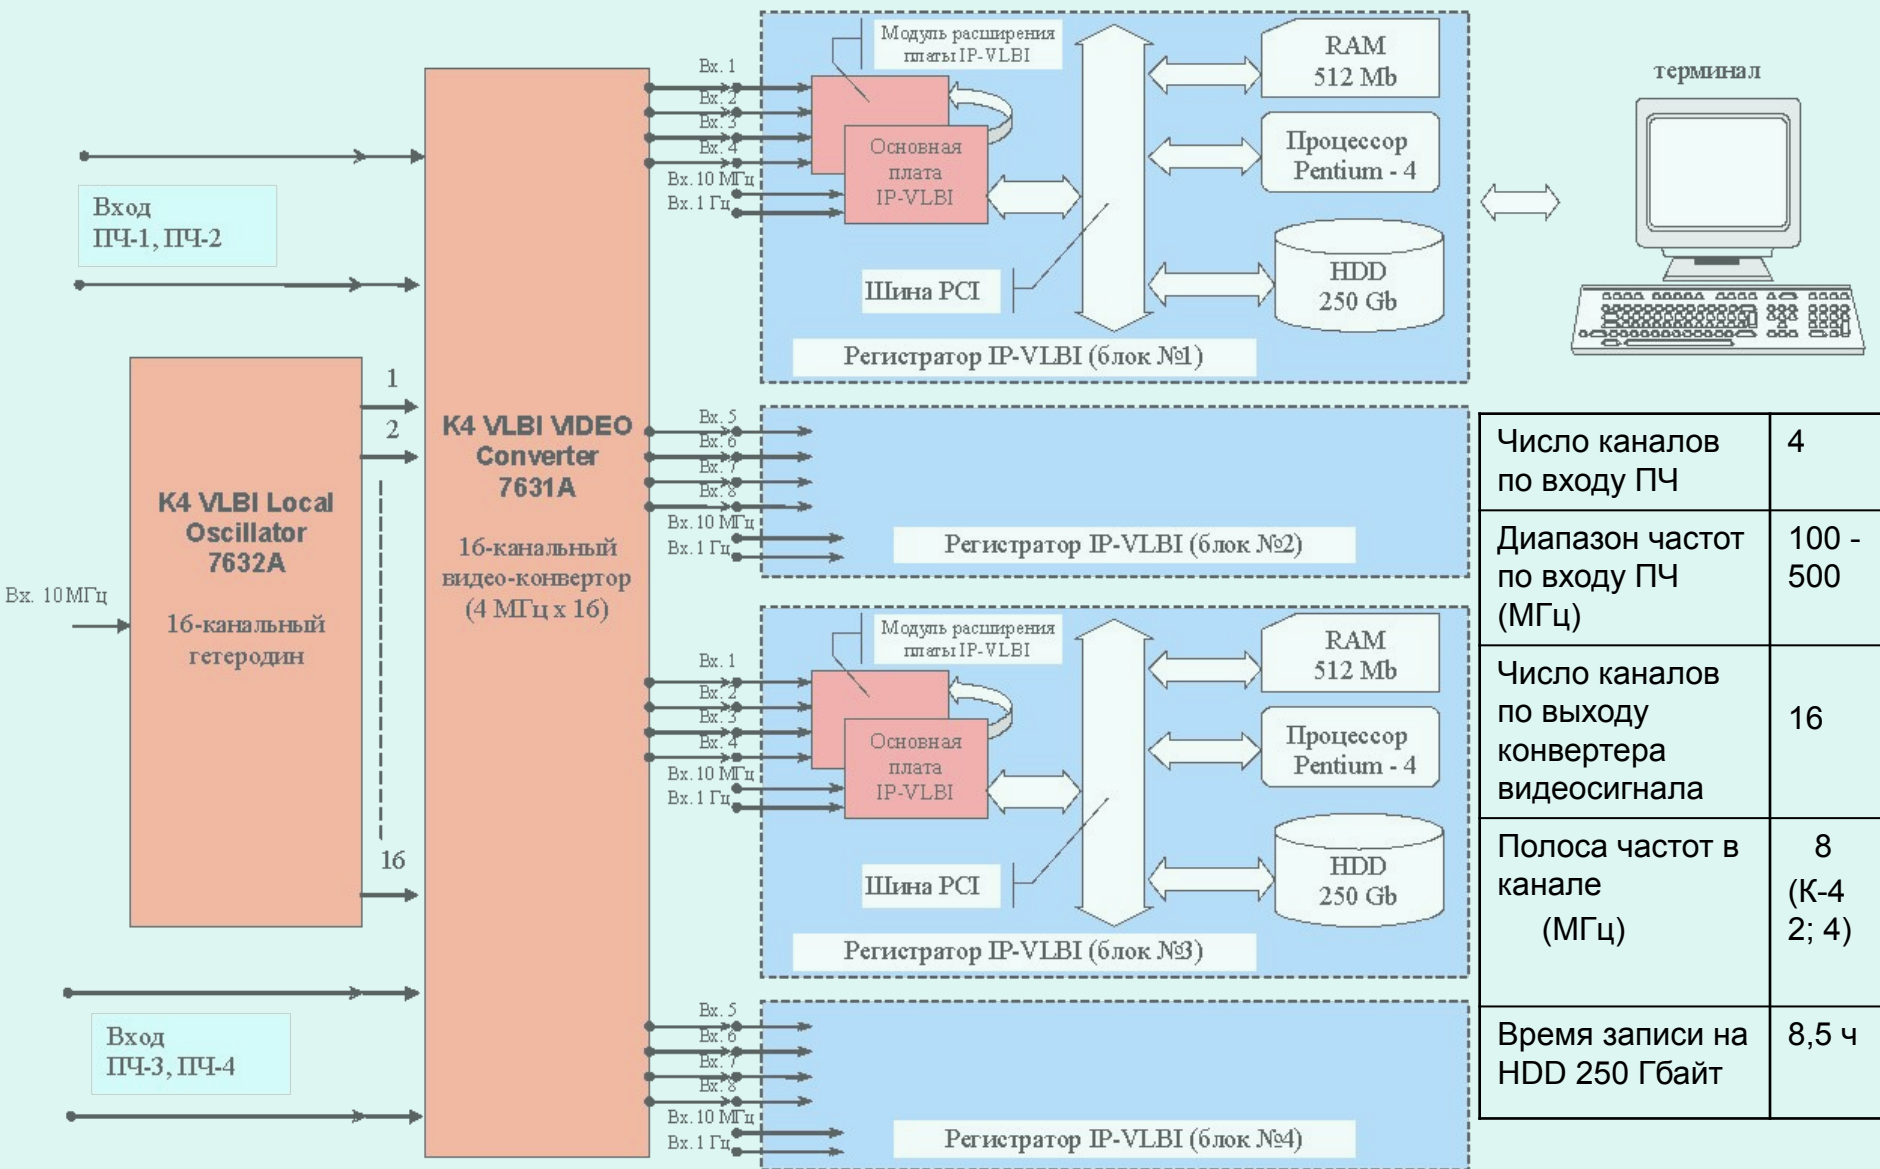 Вход
ПЧ-1, ПЧ-2
K4 VLBI Local
Oscillator
7632A
16-канальный
гетеродин
Вх. 10МГц
1
2
16
Вход
ПЧ-3, ПЧ-4
K4 VLBI VIDEO
Converter
7631A
16-канальный
видео-конвертор
(4 МГц x 16)
Вх. 1
Вх. 2
Вх. 3
Вх. 4
Вх. 10 МГц
Вх. 1 Гц
Модуль расширения
платы IP-VLBI
Основная
плата
IP-VLBI
Шина PCI
RAM
512 Mb
Процессор
Pentium - 4
HDD
250 Gb
Регистратор IP-VLBI (блок №1)
терминал
Вх. 5
Вх. 6
Вх. 7
Вх. 8
Вх. 10 МГц
Вх. 1 Гц
Регистратор IP-VLBI (блок №2)
Вх. 1
Вх. 2
Вх. 3
Вх. 4
Вх. 10 МГц
Вх. 1 Гц
Модуль расширения
платы IP-VLBI
Основная
плата
IP-VLBI
Шина PCI
RAM
512 Mb
Процессор
Pentium - 4
HDD
250 Gb
Регистратор IP-VLBI (блок №3)
Вх. 5
Вх. 6
Вх. 7
Вх. 8
Вх. 10 МГц
Вх. 1 Гц
Регистратор IP-VLBI (блок №4)
Число каналов
по входу ПЧ
4
Диапазон частот
по входу ПЧ
(МГц)
100 -
500
Число каналов
по выходу
конвертера
видеосигнала
16
Полоса частот в
канале
(МГц)
8
(К-4
2; 4)
Время записи на
HDD 250 Гбайт
8,5 ч